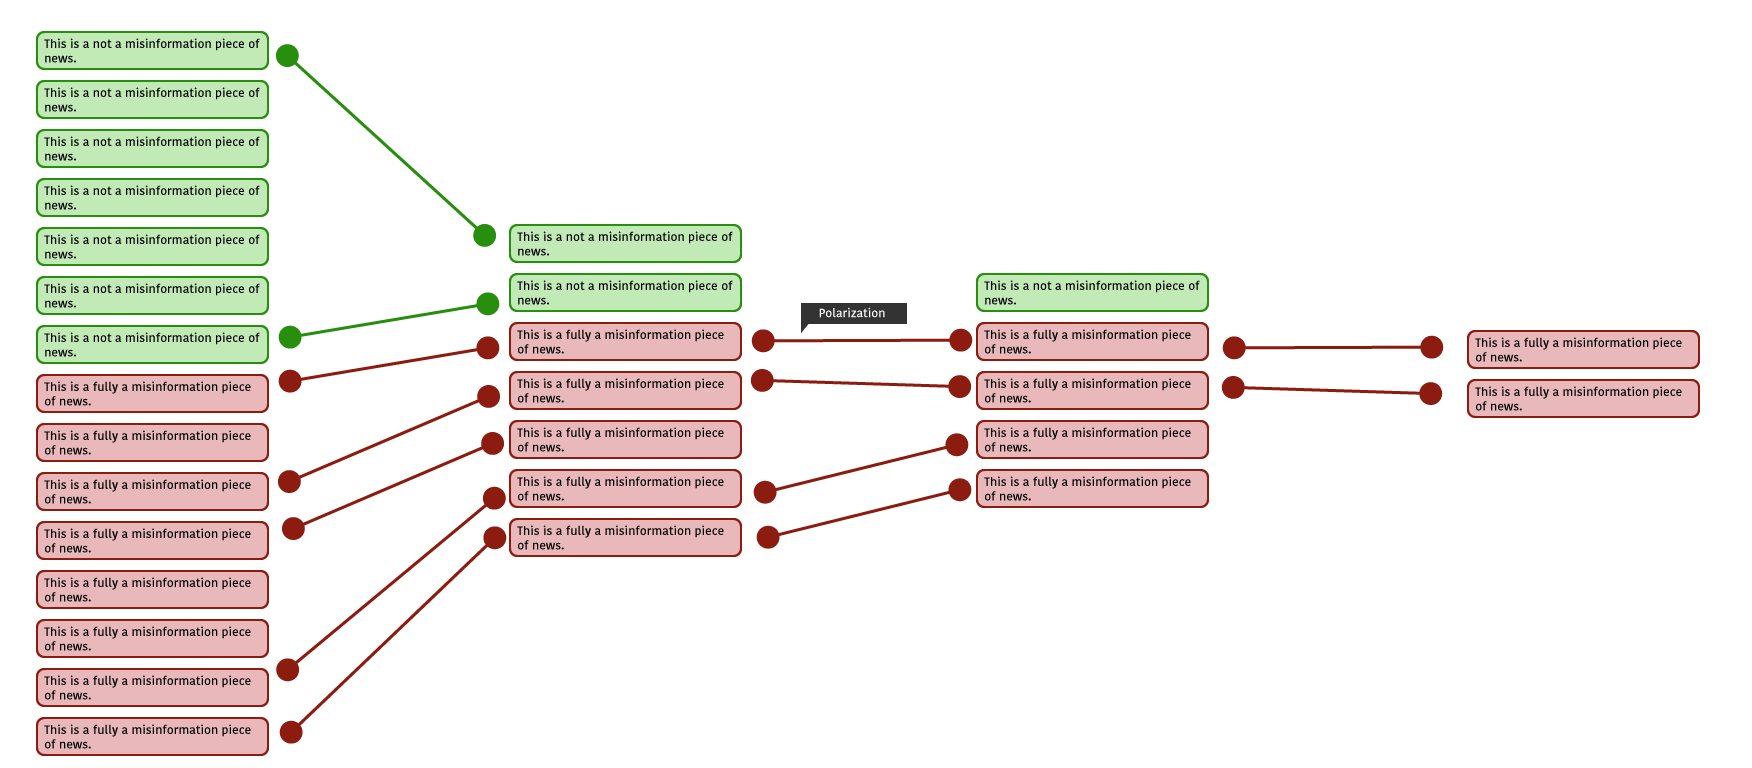 This is a not a misinformation piece of
news.
This is a not a misinformation piece of
news.
This is a not a misinformation piece of
news.
This is a not a misinformation piece of
news.
This is a not a misinformation piece of
news.
This is a not a misinformation piece of
news.
This is a not a misinformation piece of
news.
This is a fully a misinformation piece
of news.
This is a fully a misinformation piece
of news.
This is a fully a misinformation piece
of news.
This is a fully a misinformation piece
of news.
This is a fully a misinformation piece
of news.
This is a fully a misinformation piece
of news.
This is a fully a misinformation piece
of news.
This is a fully a misinformation piece
of news.
This is a not a misinformation piece of
news.
This is a not a misinformation piece of
news.
This is a fully a misinformation piece
of news.
This is a fully a misinformation piece
of news.
This is a fully a misinformation piece
of news.
This is a fully a misinformation piece
of news.
This is a fully a misinformation piece
of news.
Polarization
This is a not a misinformation piece of
news.
This is a fully a misinformation piece
of news.
This is a fully a misinformation piece
of news.
This is a fully a misinformation piece
of news.
This is a fully a misinformation piece
of news.
This is a fully a misinformation piece
of news.
This is a fully a misinformation piece
of news.